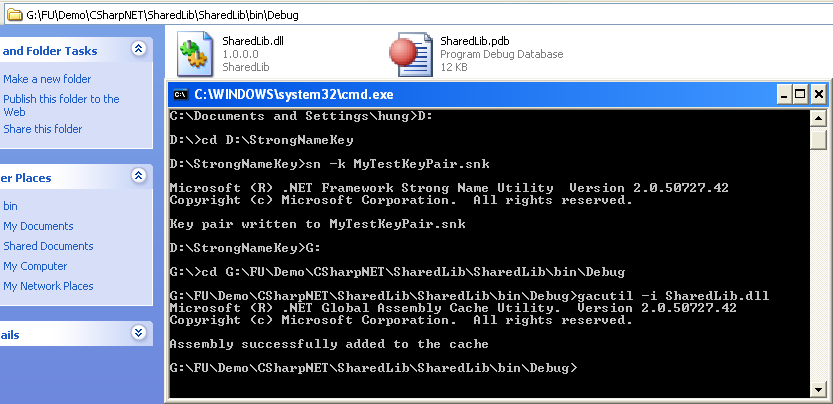 G:\FU\Demo\CSharpNET\SharedLib\SharedLib\bin\Debug
and Folder Tasks
Make a new folder
Publish this folder to the
Web
Share this folder
er Places
bin
My Documents
Shared Documents
My Computer
My Network Places
ails
SharedLib.dll
1.0.0.0
SharedLib
SharedLib.pdb
Program Debug Database
12 KB
C:\WINDOWS\system32\cmd.exe
C:\Documents and Settings\hung>D:
D:\>cd D:\StrongNameKey
D:\StrongNameKey>sn -k MyTestKeyPair.snk
Microsoft (R) .NET Framework Strong Name Utility  Version 2.0.50727.42
Copyright (c) Microsoft Corporation.  All rights reserved.
Key pair written to MyTestKeyPair.snk
D:\StrongNameKey>G:
G:\>cd G:\FU\Demo\CSharpNET\SharedLib\SharedLib\bin\Debug
G:\FU\Demo\CSharpNET\SharedLib\SharedLib\bin\Debug>gacutil -i SharedLib.dll
Microsoft (R) .NET Global Assembly Cache Utility.  Version 2.0.50727.42
Copyright (c) Microsoft Corporation.  All rights reserved.
Assembly successfully added to the cache
G:\FU\Demo\CSharpNET\SharedLib\SharedLib\bin\Debug>